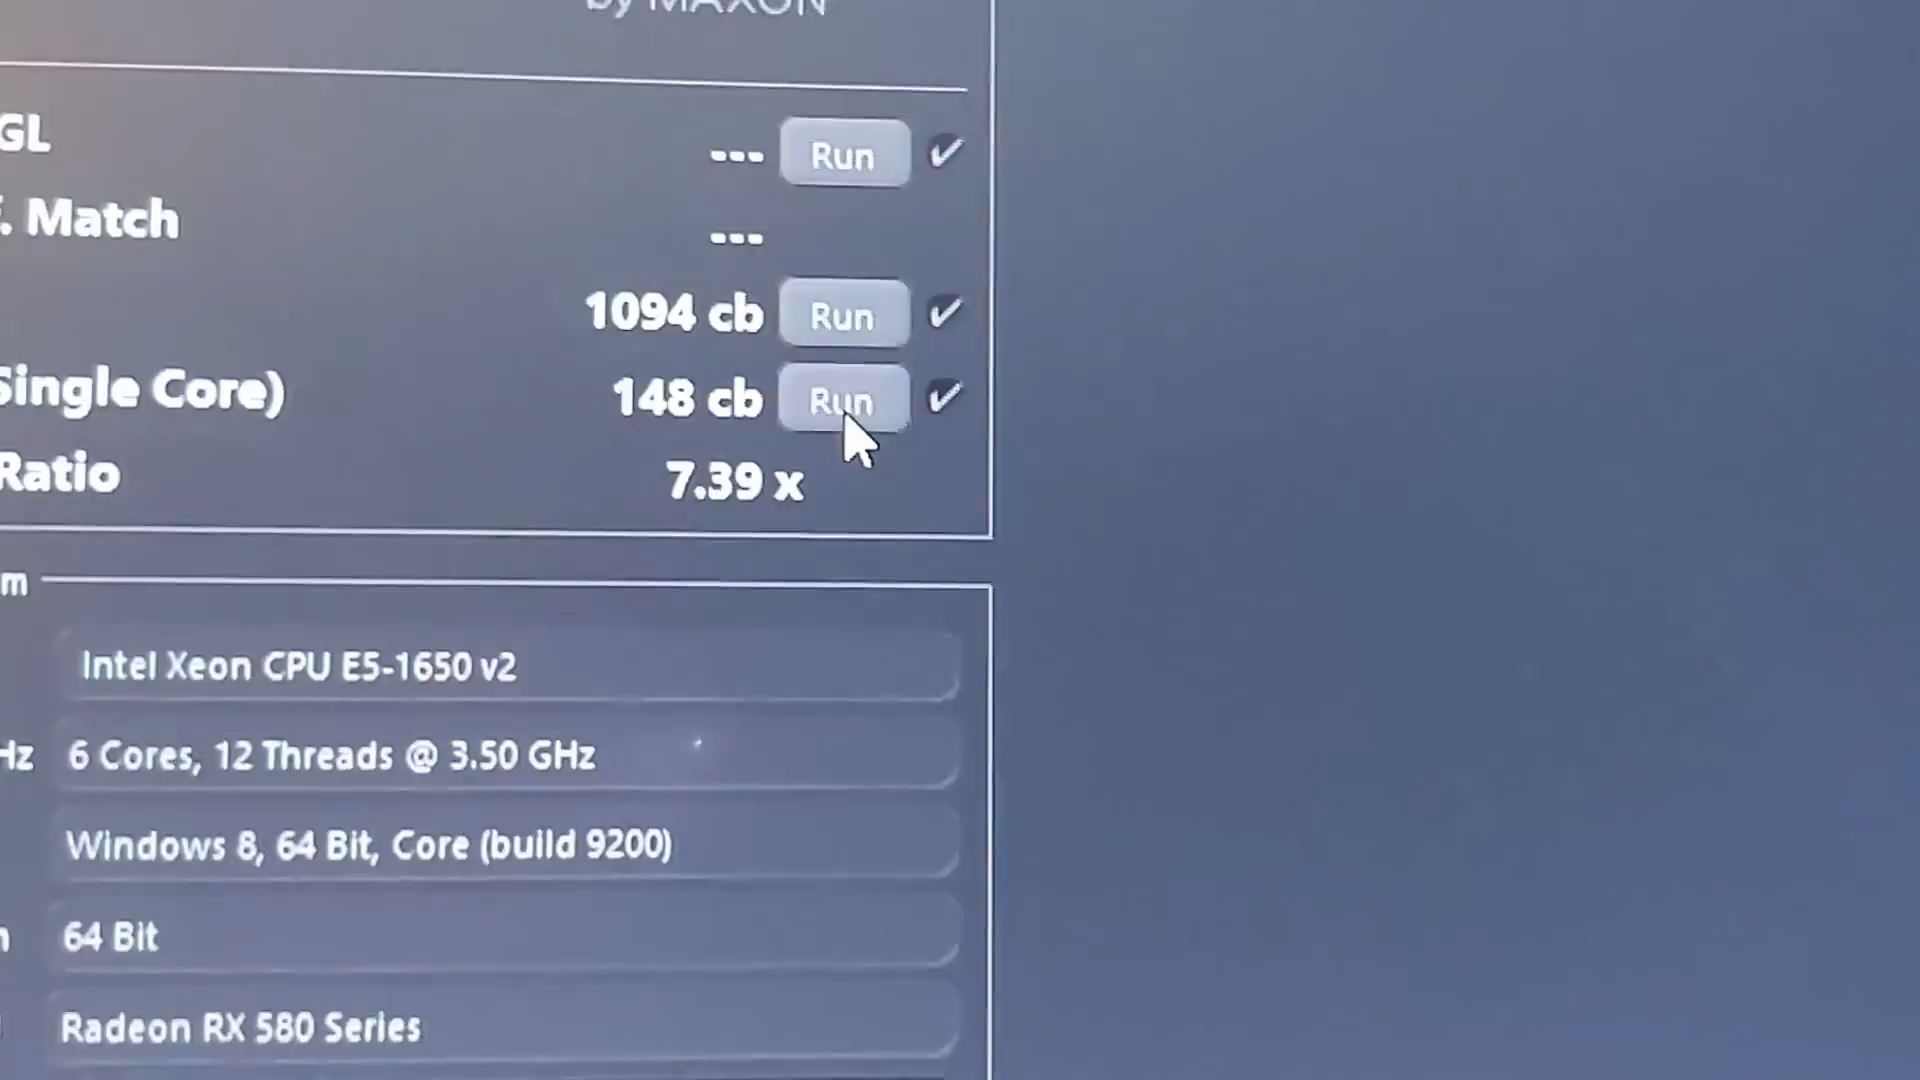 by MAXON
GL
--- Run
. Match
---
1094 cb Run
Single Core)
148 cb Run
Ratio
7.39 x
m
Intel Xeon CPU E5-1650 v2
Hz 6 Cores, 12 Threads @ 3.50 GHz
Windows 8, 64 Bit, Core (build 9200)
64 Bit
Radeon RX 580 Series